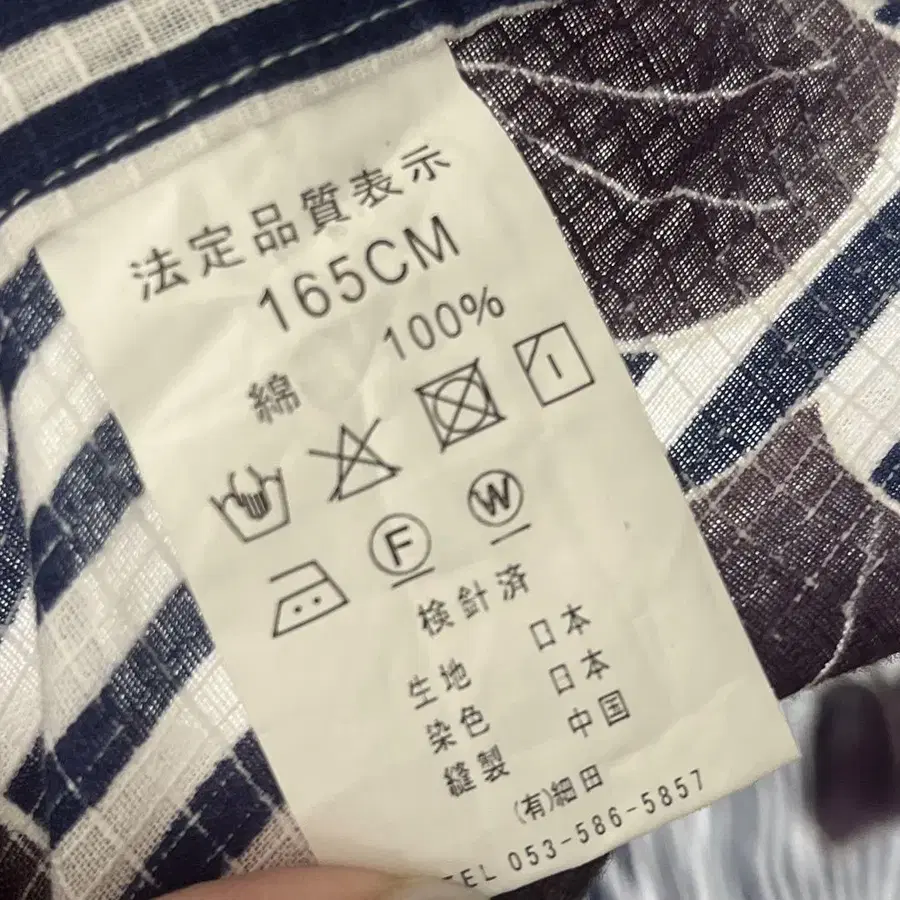 法定品質表示
165CM
綿 100%
F W
検針済
生地 日本
染色 日本
縫製 中国
(有)細田
TEL 053-586-5857